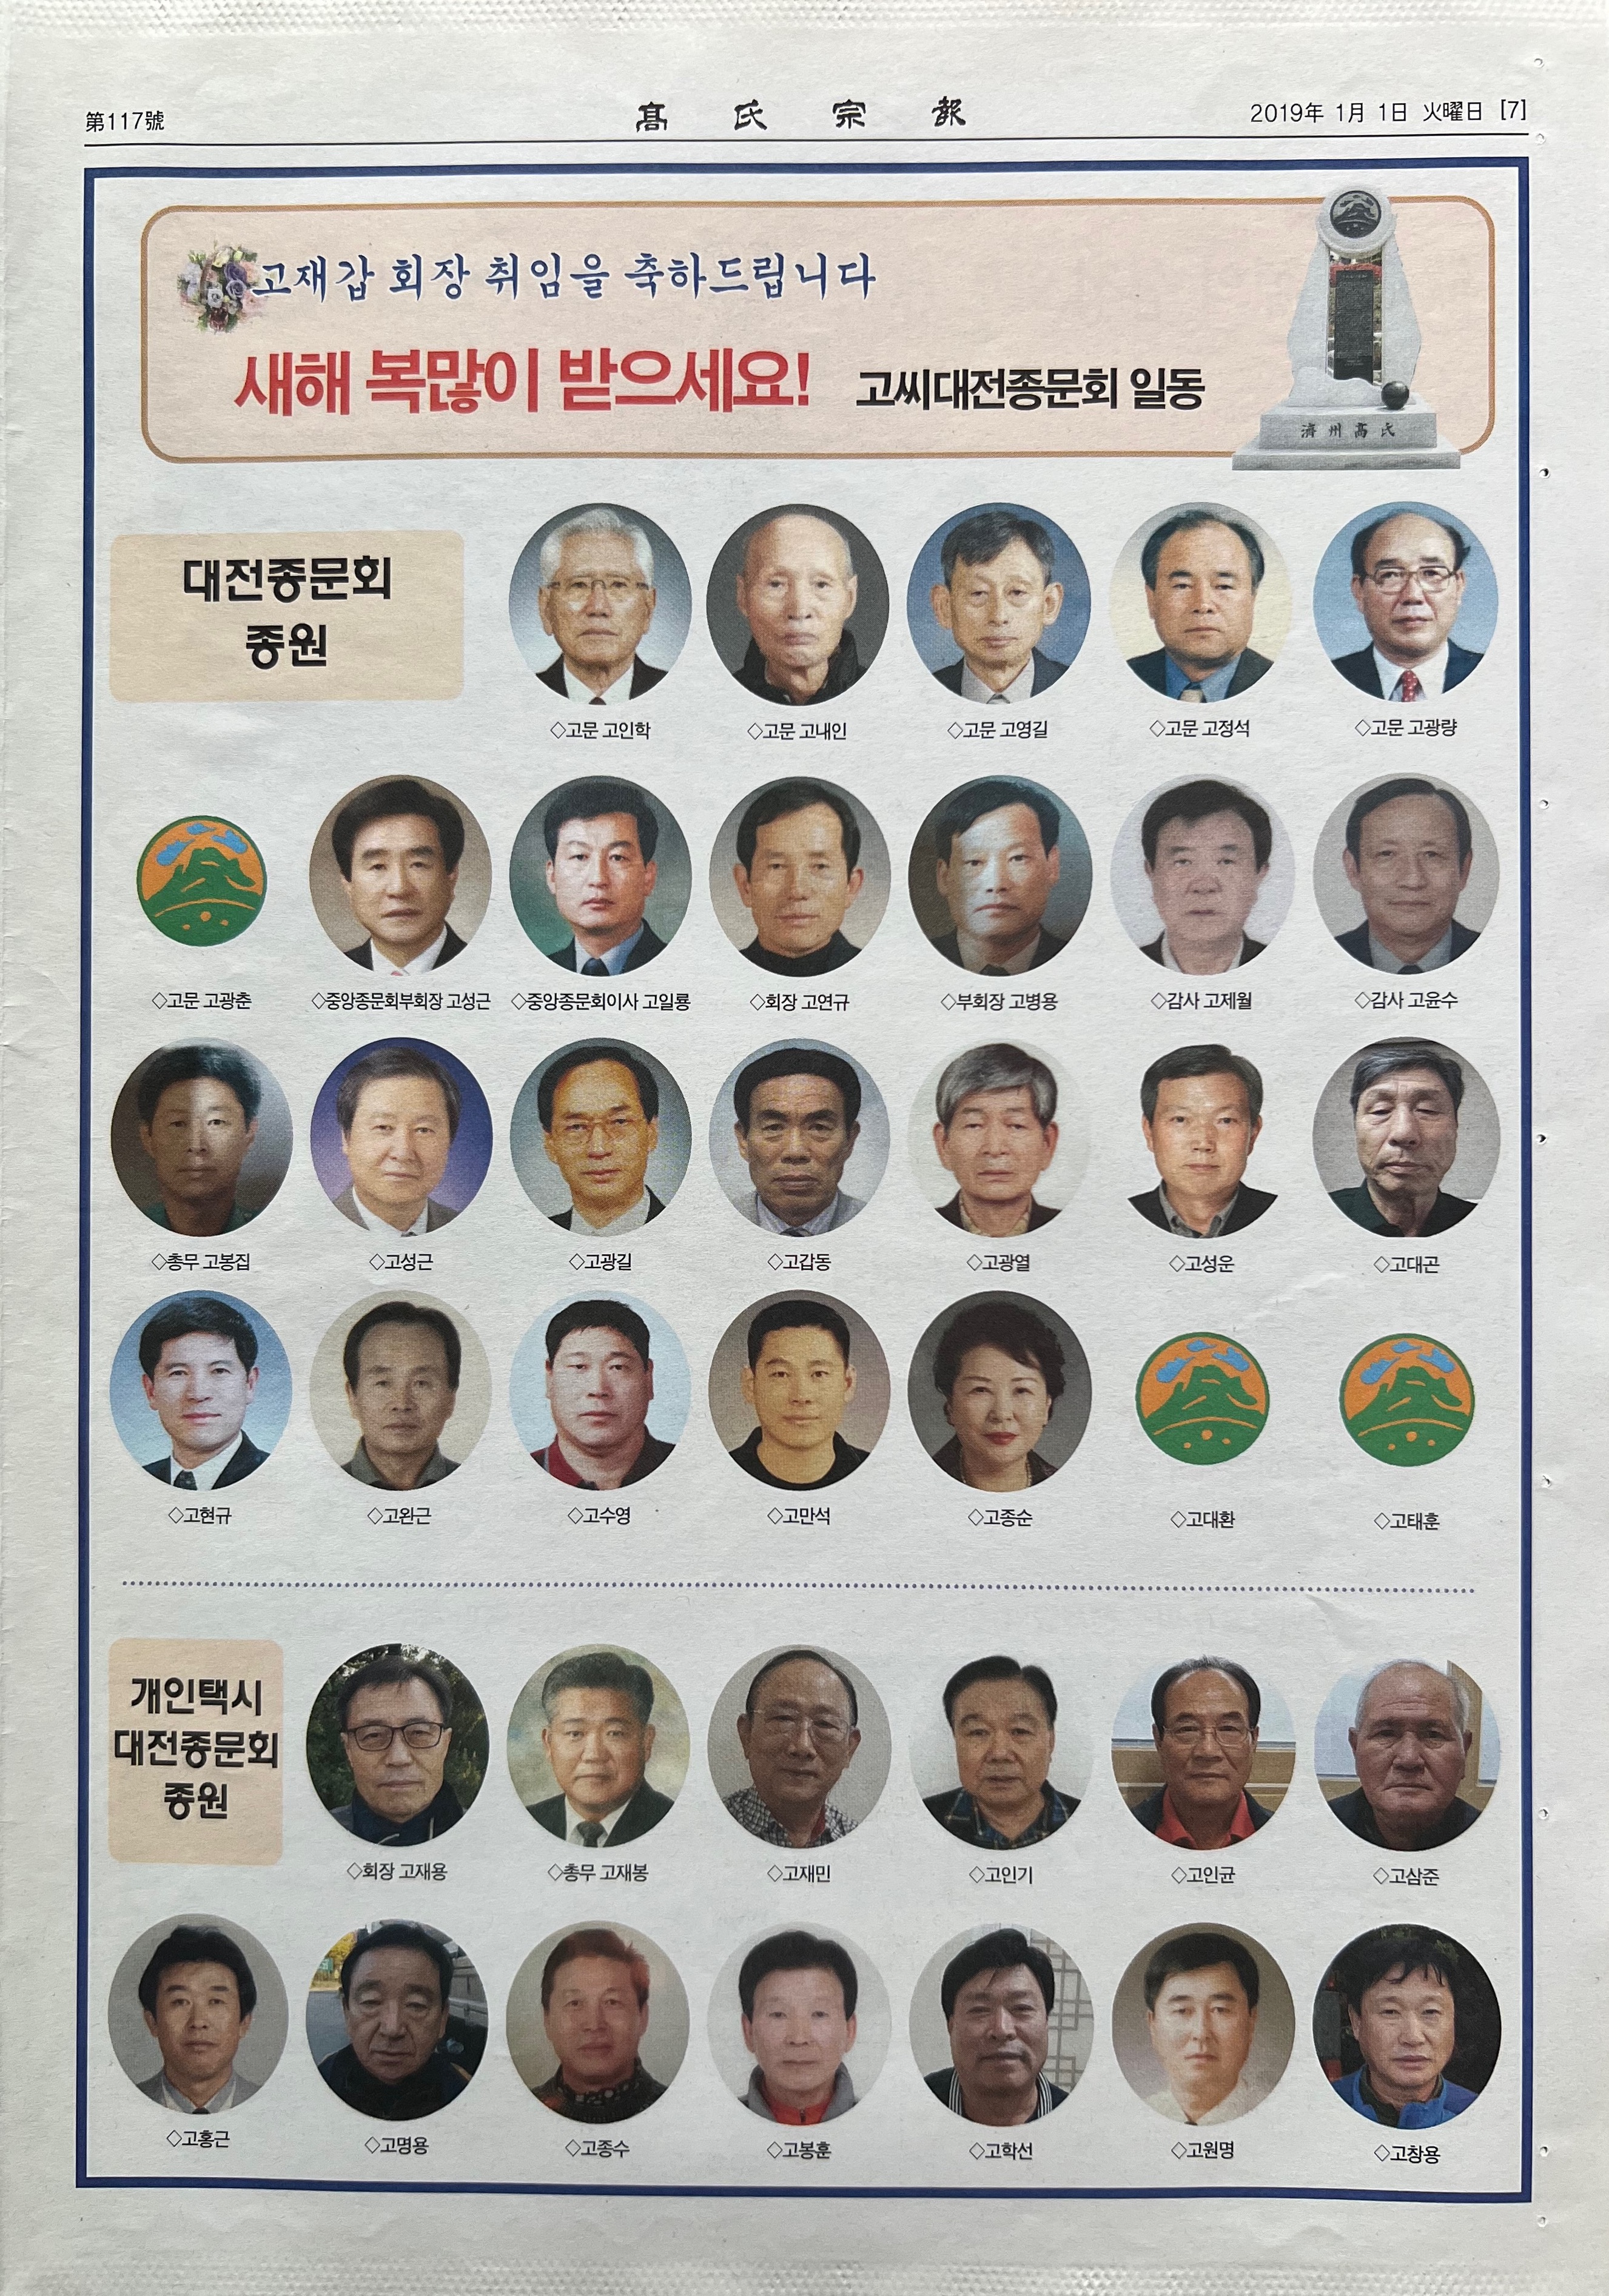 第117號
髙氏宗報
2019年 1月 1日 火曜日 [7]
고재갑 회장 취임을 축하드립니다
새해 복많이 받으세요!
고씨대전종문회 일동
濟州髙氏
대전종문회
종원
◇고문 고인학
◇고문 고내인
◇고문 고영길
◇고문 고정석
◇고문 고광량
◇고문 고광춘
◇중앙종문회부회장 고성근
◇중앙종문회이사 고일룡
◇회장 고연규
◇부회장 고병용
◇감사 고제월
◇감사 고윤수
◇총무 고봉집
◇고성근
◇고광길
◇고갑동
◇고광열
◇고성운
◇고대곤
◇고현규
◇고완근
◇고수영
◇고만석
◇고종순
◇고대환
◇고태훈
개인택시
대전종문회
종원
◇회장 고재용
◇총무 고재봉
◇고재민
◇고인기
◇고인균
◇고삼준
◇고홍근
◇고명용
◇고종수
◇고봉훈
◇고학선
◇고원명
◇고창용